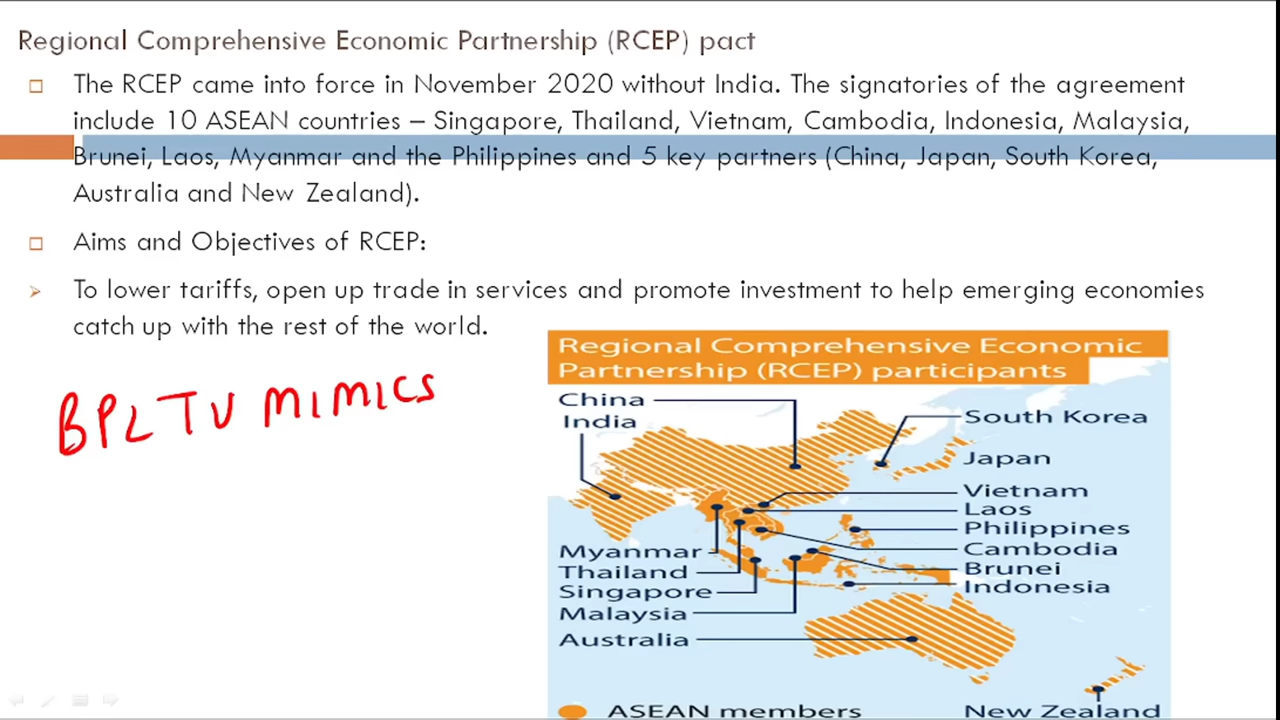 Regional Comprehensive Economic Partnership (RCEP) pact
The RCEP came into force in November 2020 without India. The signatories of the agreement
include 10 ASEAN countries – Singapore, Thailand, Vietnam, Cambodia, Indonesia, Malaysia,
Brunei, Laos, Myanmar and the Philippines and 5 key partners (China, Japan, South Korea,
Australia and New Zealand).
Aims and Objectives of RCEP:
To lower tariffs, open up trade in services and promote investment to help emerging economies
catch up with the rest of the world.
BPL TV MIMICS
Regional Comprehensive Economic
Partnership (RCEP) participants
China
India
South Korea
Japan
Vietnam
Laos
Philippines
Cambodia
Brunei
Indonesia
Myanmar
Thailand
Singapore
Malaysia
Australia
ASEAN members
New Zealand